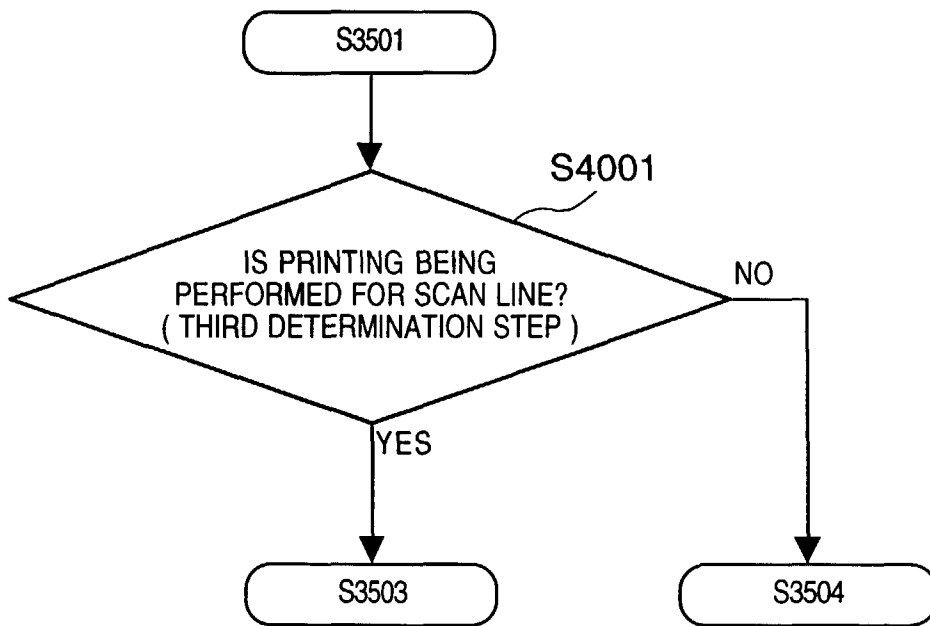 S3501
S4001
IS PRINTING BEING
PERFORMED FOR SCAN LINE?
( THIRD DETERMINATION STEP )
NO
YES
S3503
S3504